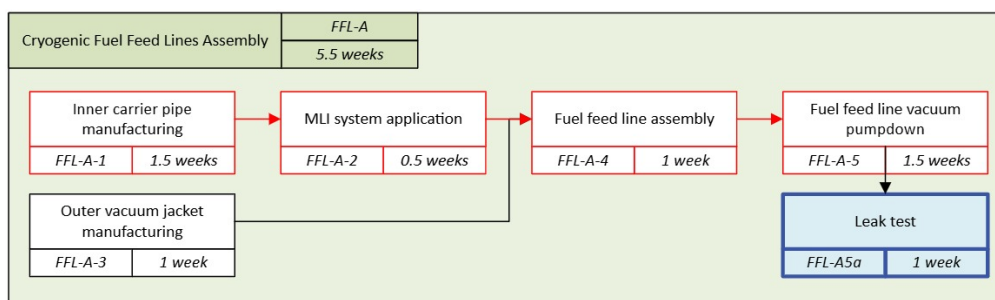 Cryogenic Fuel Feed Lines Assembly
FFL-A
5.5 weeks
Inner carrier pipe
manufacturing
FFL-A-1
1.5 weeks
MLI system application
FFL-A-2
0.5 weeks
Fuel feed line assembly
FFL-A-4
1 week
Fuel feed line vacuum
pumpdown
FFL-A-5
1.5 weeks
Outer vacuum jacket
manufacturing
FFL-A-3
1 week
Leak test
FFL-A5a
1 week